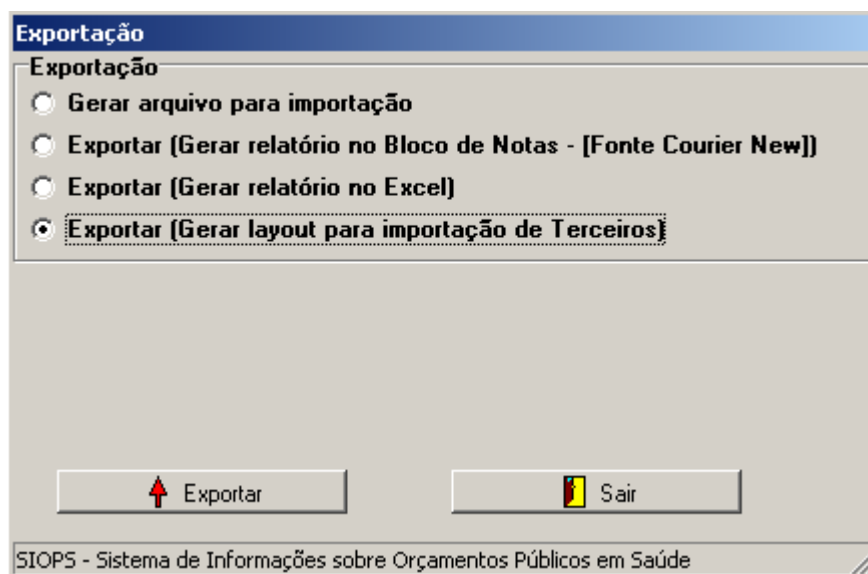 Exportação
Exportação
Gerar arquivo para importação
Exportar (Gerar relatório no Bloco de Notas - [Fonte Courier New])
Exportar (Gerar relatório no Excel)
Exportar (Gerar layout para importação de Terceiros)
Exportar
Sair
SIOPS - Sistema de Informações sobre Orçamentos Públicos em Saúde